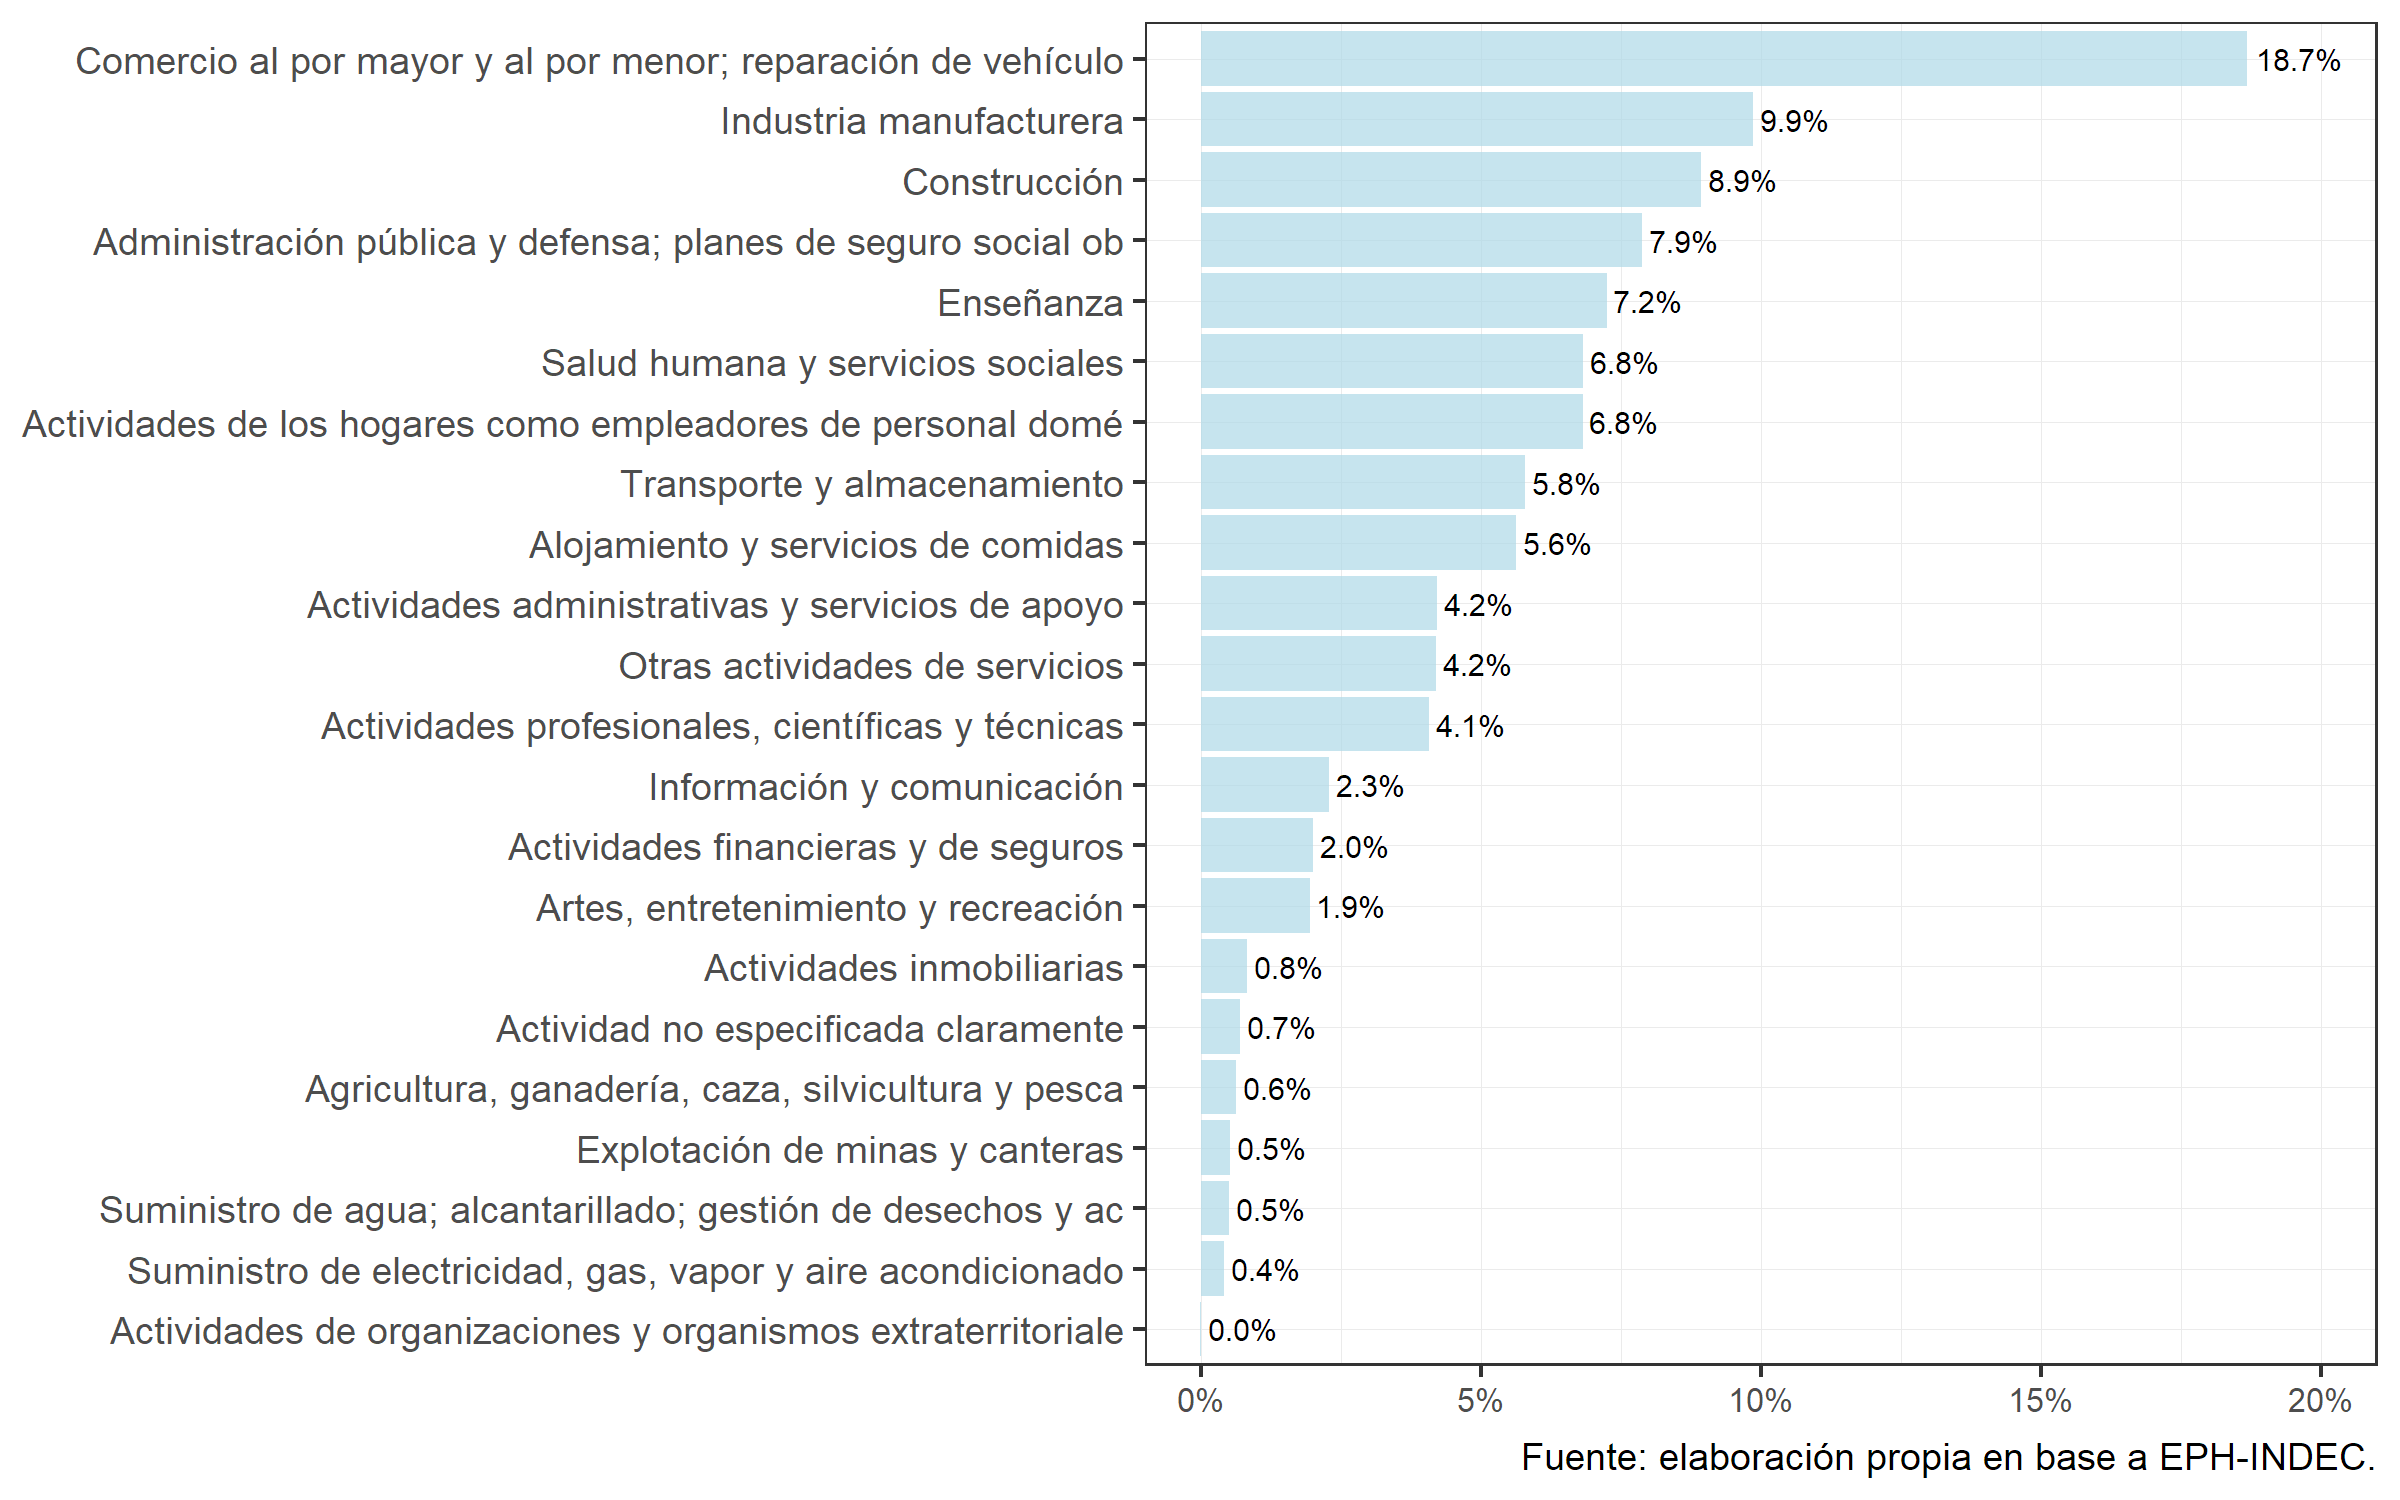 Comercio al por mayor y al por menor; reparación de vehículo 18.7%
Industria manufacturera 9.9%
Construcción 8.9%
Administración pública y defensa; planes de seguro social ob 7.9%
Enseñanza 7.2%
Salud humana y servicios sociales 6.8%
Actividades de los hogares como empleadores de personal domé 6.8%
Transporte y almacenamiento 5.8%
Alojamiento y servicios de comidas 5.6%
Actividades administrativas y servicios de apoyo 4.2%
Otras actividades de servicios 4.2%
Actividades profesionales, científicas y técnicas 4.1%
Información y comunicación 2.3%
Actividades financieras y de seguros 2.0%
Artes, entretenimiento y recreación 1.9%
Actividades inmobiliarias 0.8%
Actividad no especificada claramente 0.7%
Agricultura, ganadería, caza, silvicultura y pesca 0.6%
Explotación de minas y canteras 0.5%
Suministro de agua; alcantarillado; gestión de desechos y ac 0.5%
Suministro de electricidad, gas, vapor y aire acondicionado 0.4%
Actividades de organizaciones y organismos extraterritoriale 0.0%
0% 5% 10% 15% 20%
Fuente: elaboración propia en base a EPH-INDEC.